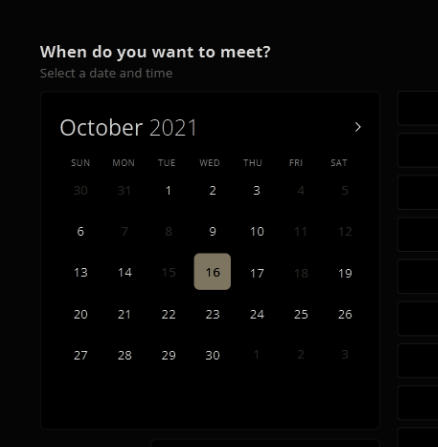 When do you want to meet?
Select a date and time
October 2021 >
SUN MON TUE WED THU FRI SAT
30 31 1 2 3 4 5
6 7 8 9 10 11 12
13 14 15 16 17 18 19
20 21 22 23 24 25 26
27 28 29 30 1 2 3